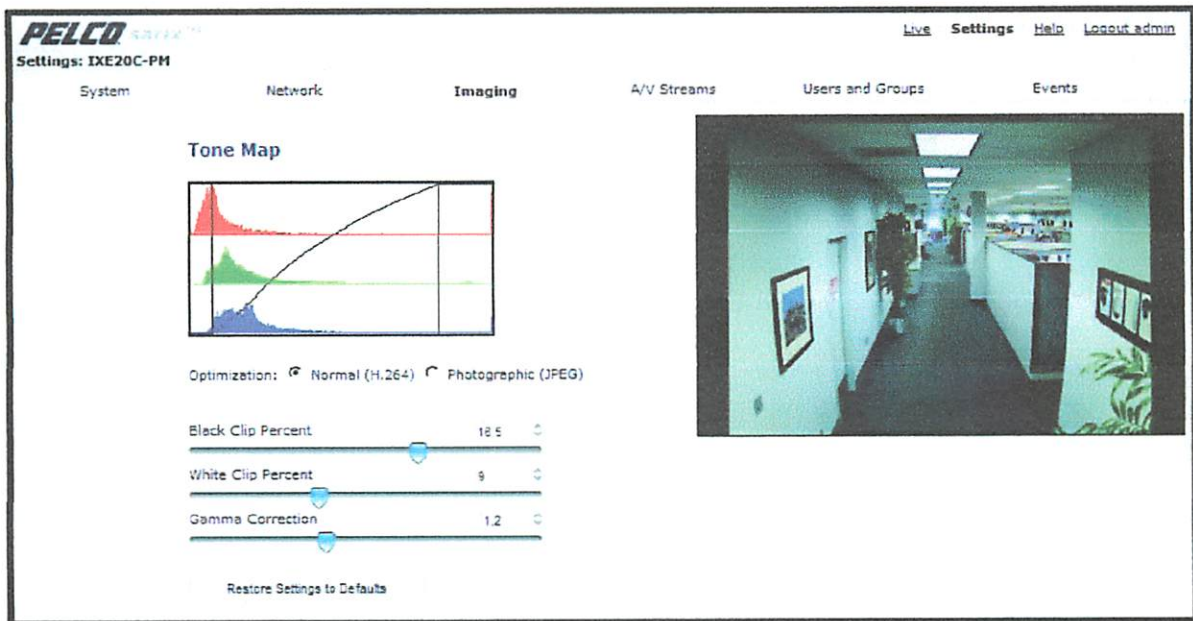 PELCO sarix™
Live Settings Help Logout admin
Settings: IXE20C-PM
System Network Imaging A/V Streams Users and Groups Events
Tone Map
Optimization: Normal (H.264) Photographic (JPEG)
Black Clip Percent 16.5
White Clip Percent 9
Gamma Correction 1.2
Restore Settings to Defaults